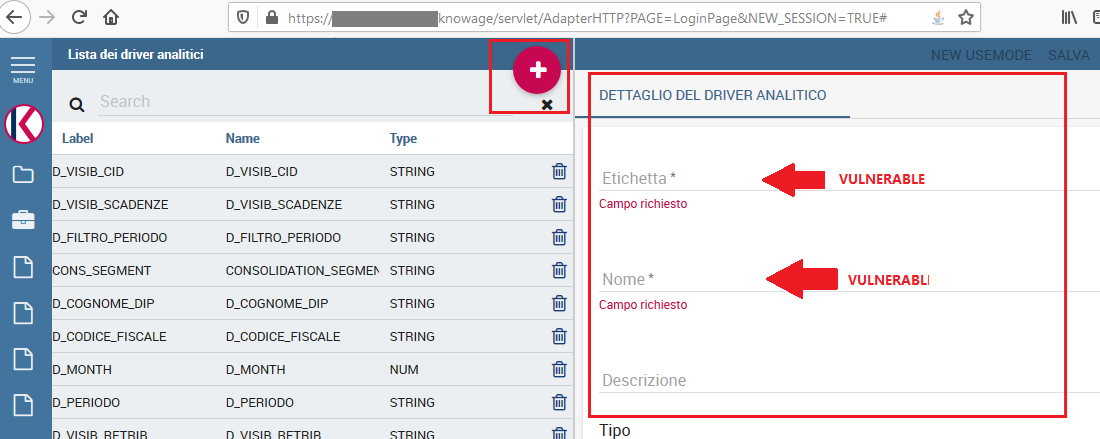 https://knowage/servlet/AdapterHTTP?PAGE=LoginPage&NEW_SESSION=TRUE#
MENU
Lista dei driver analitici
Search
Label Name Type
D_VISIB_CID D_VISIB_CID STRING
D_VISIB_SCADENZE D_VISIB_SCADENZE STRING
D_FILTRO_PERIODO D_FILTRO_PERIODO STRING
CONS_SEGMENT CONSOLIDATION_SEGMEN STRING
D_COGNOME_DIP D_COGNOME_DIP STRING
D_CODICE_FISCALE D_CODICE_FISCALE STRING
D_MONTH D_MONTH NUM
D_PERIODO D_PERIODO STRING
D_VISIB_RETRIB D_VISIB_RETRIB STRING
NEW USEMODE SALVA
DETTAGLIO DEL DRIVER ANALITICO
Etichetta * VULNERABLE
Campo richiesto
Nome * VULNERABLE
Campo richiesto
Descrizione
Tipo